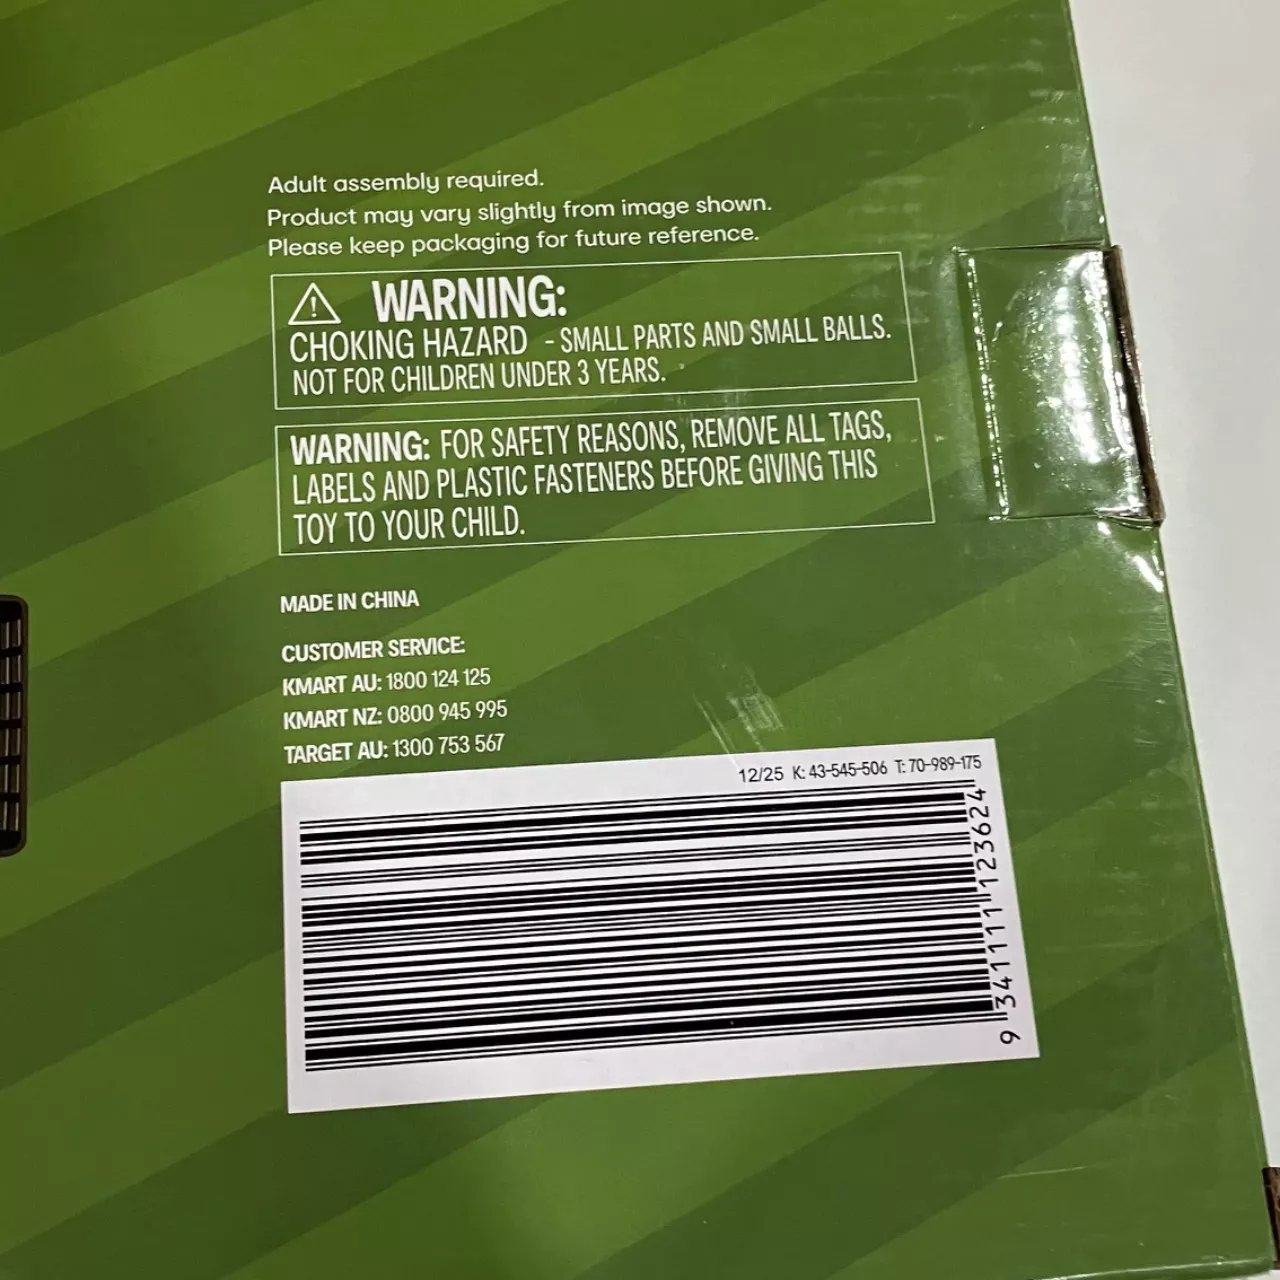 Adult assembly required.
Product may vary slightly from image shown.
Please keep packaging for future reference.
WARNING:
CHOKING HAZARD - SMALL PARTS AND SMALL BALLS.
NOT FOR CHILDREN UNDER 3 YEARS.
WARNING: FOR SAFETY REASONS, REMOVE ALL TAGS,
LABELS AND PLASTIC FASTENERS BEFORE GIVING THIS
TOY TO YOUR CHILD.
MADE IN CHINA
CUSTOMER SERVICE:
KMART AU: 1800 124 125
KMART NZ: 0800 945 995
TARGET AU: 1300 753 567
12/25 K: 43-545-506 T: 70-989-175
9 341111 123624